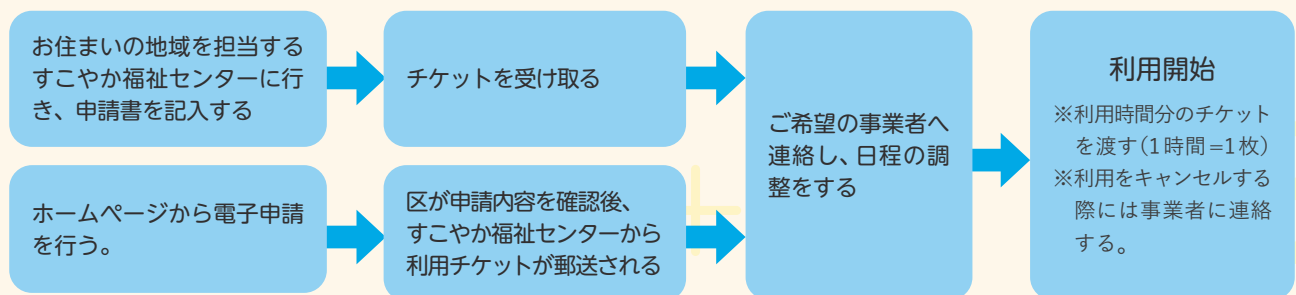 お住まいの地域を担当する
すこやか福祉センターに行
き、申請書を記入する
チケットを受け取る
ホームページから電子申請
を行う。
区が申請内容を確認後、
すこやか福祉センターから
利用チケットが郵送される
ご希望の事業者へ
連絡し、日程の調
整をする
利用開始
※利用時間分のチケット
を渡す(1時間=1枚)
※利用をキャンセルする
際には事業者に連絡
する。